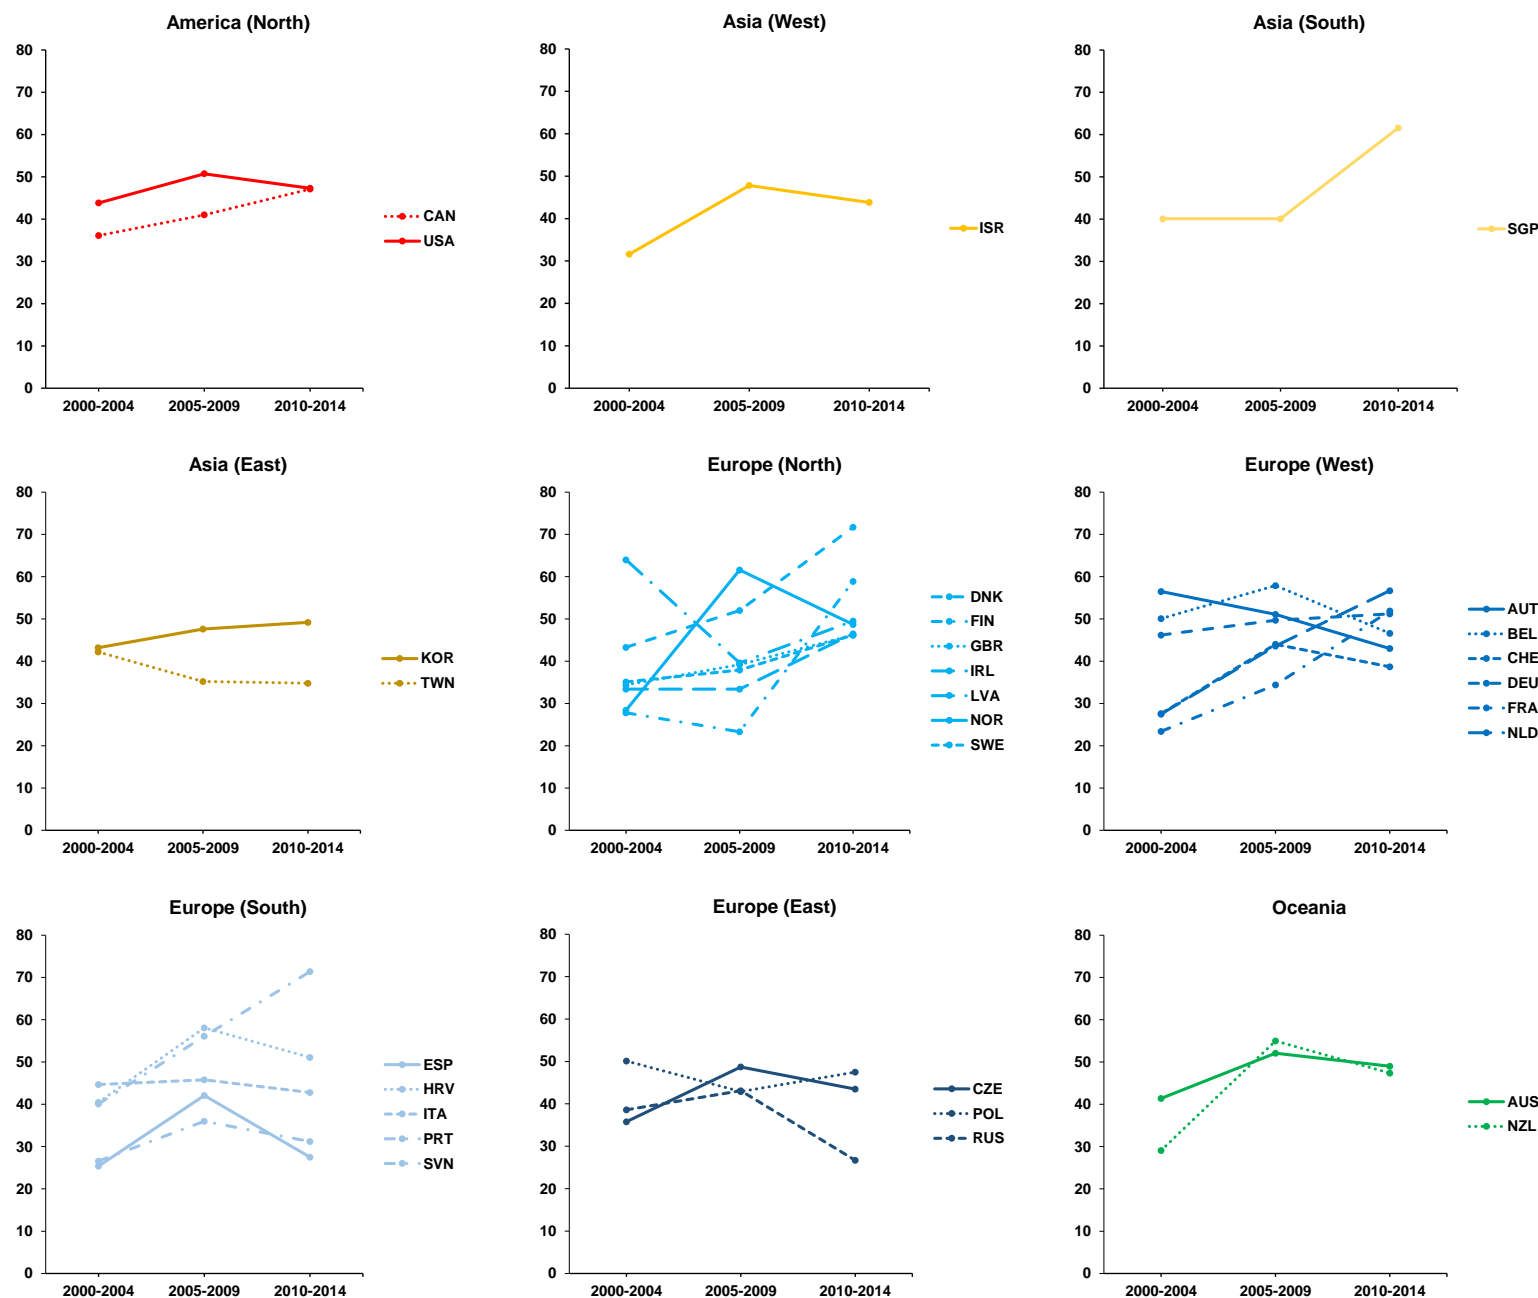 America (North)
80
70
60
50
40
30
20
10
0
2000-2004 2005-2009 2010-2014
CAN
USA
Asia (West)
80
70
60
50
40
30
20
10
0
2000-2004 2005-2009 2010-2014
ISR
Asia (South)
80
70
60
50
40
30
20
10
0
2000-2004 2005-2009 2010-2014
SGP
Asia (East)
80
70
60
50
40
30
20
10
0
2000-2004 2005-2009 2010-2014
KOR
TWN
Europe (North)
80
70
60
50
40
30
20
10
0
2000-2004 2005-2009 2010-2014
DNK
FIN
GBR
IRL
LVA
NOR
SWE
Europe (West)
80
70
60
50
40
30
20
10
0
2000-2004 2005-2009 2010-2014
AUT
BEL
CHE
DEU
FRA
NLD
Europe (South)
80
70
60
50
40
30
20
10
0
2000-2004 2005-2009 2010-2014
ESP
HRV
ITA
PRT
SVN
Europe (East)
80
70
60
50
40
30
20
10
0
2000-2004 2005-2009 2010-2014
CZE
POL
RUS
Oceania
80
70
60
50
40
30
20
10
0
2000-2004 2005-2009 2010-2014
AUS
NZL